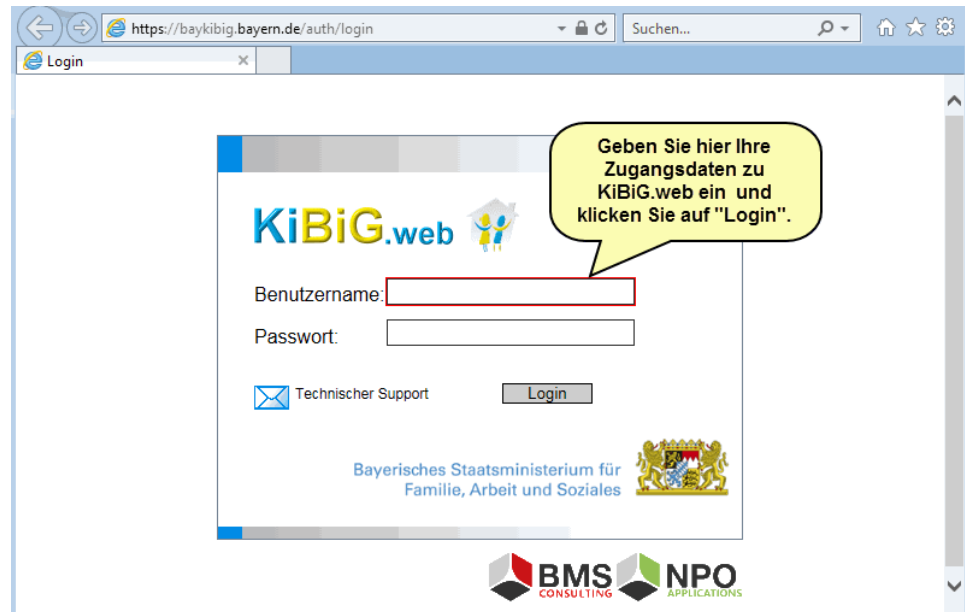 https://baykibig.bayern.de/auth/login
Suchen...
Login
Geben Sie hier Ihre
Zugangsdaten zu
KiBiG.web ein und
klicken Sie auf "Login".
KiBiG.web
Benutzername:
Passwort:
Technischer Support
Login
Bayerisches Staatsministerium für
Familie, Arbeit und Soziales
BMS
CONSULTING
NPO
APPLICATIONS